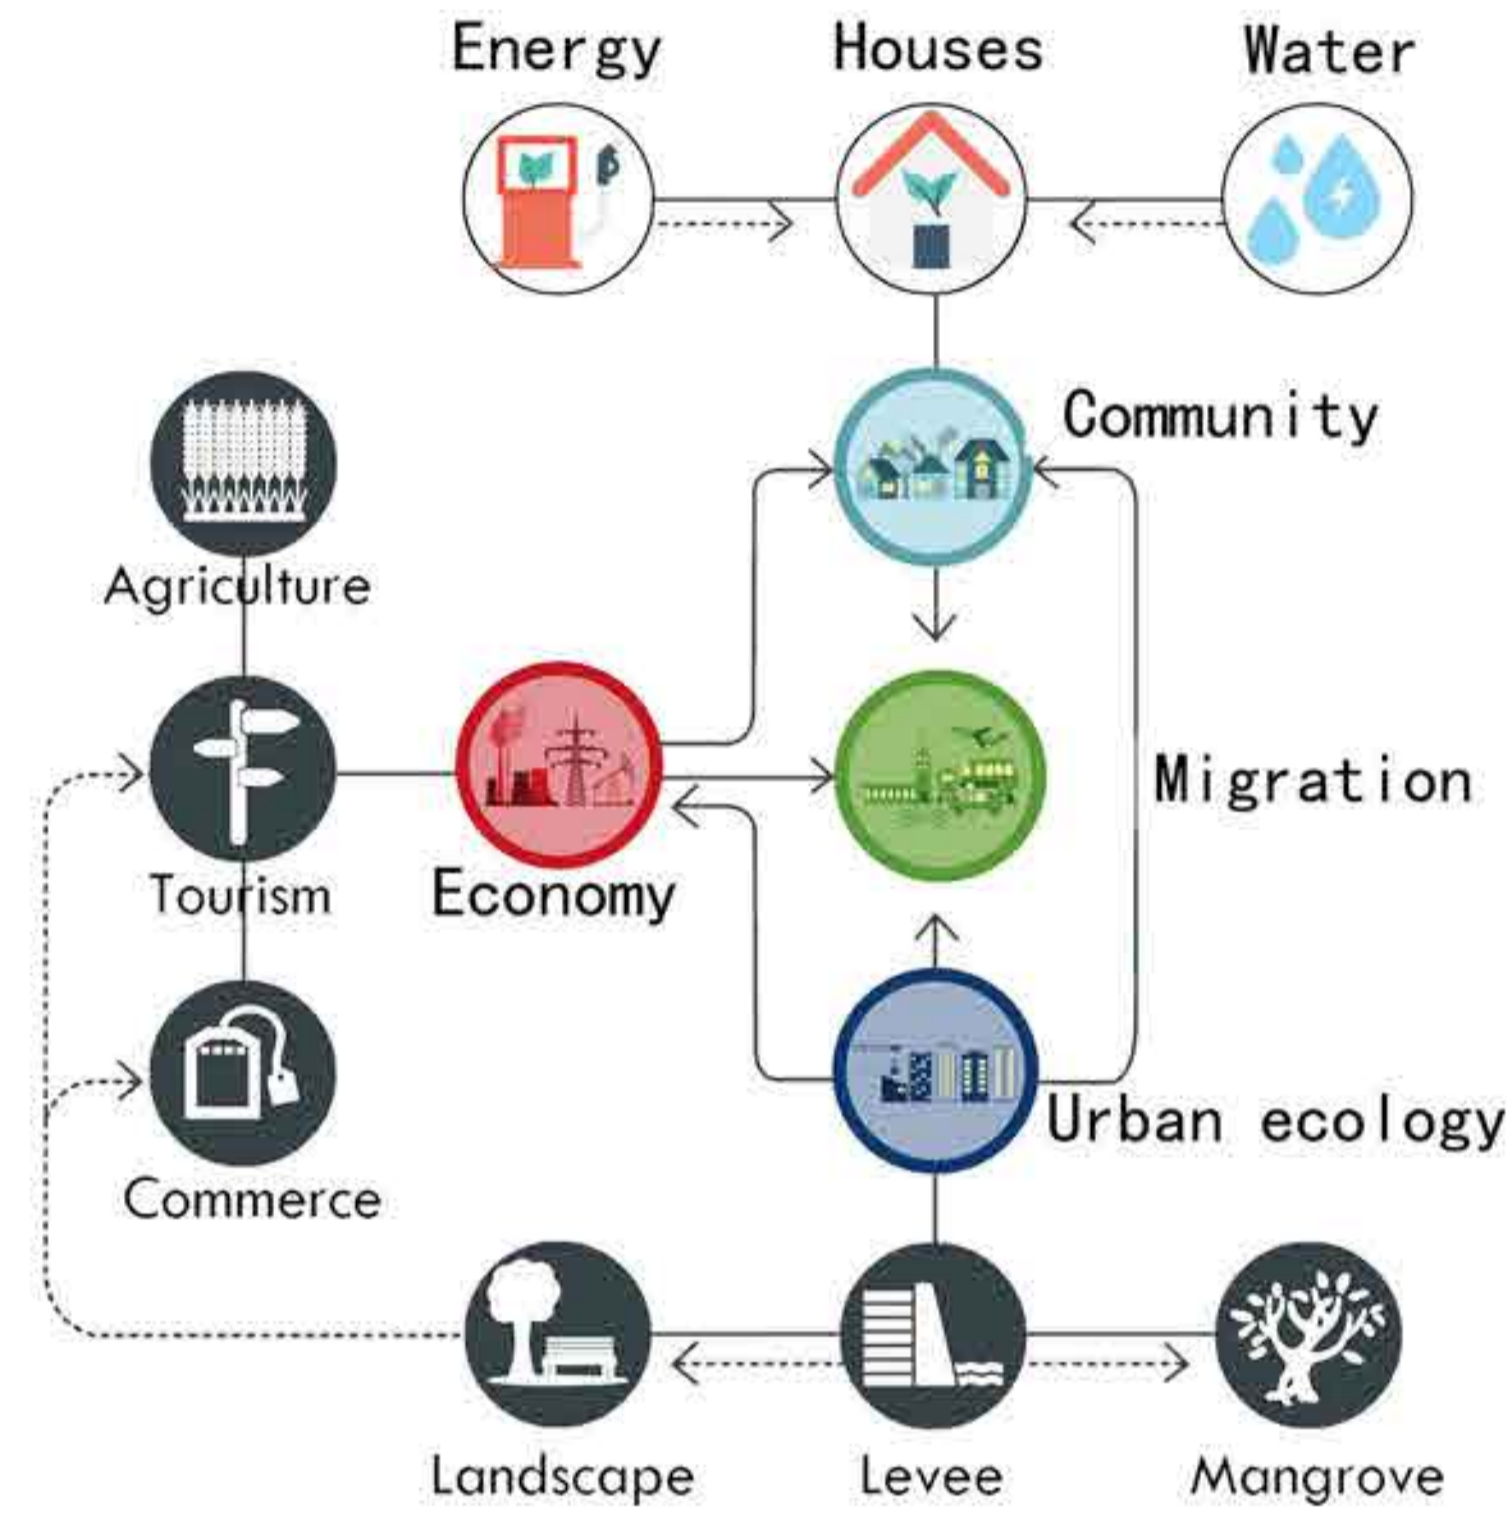 Energy
Houses
Water
Community
Agriculture
Migration
Tourism
Economy
Urban ecology
Commerce
Landscape
Levee
Mangrove